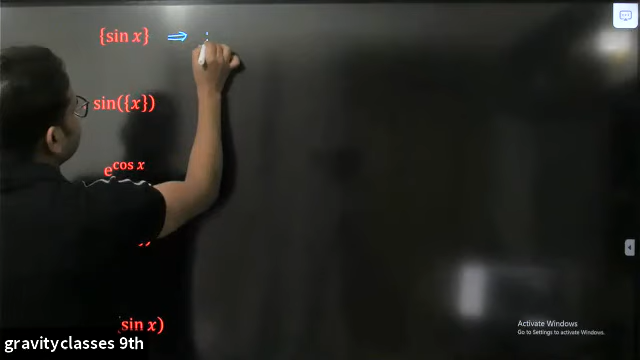 {sin x} ⇒
sin({x})
e^cos x
sin x)
Activate Windows
Go to Settings to activate Windows.
gravityclasses 9th